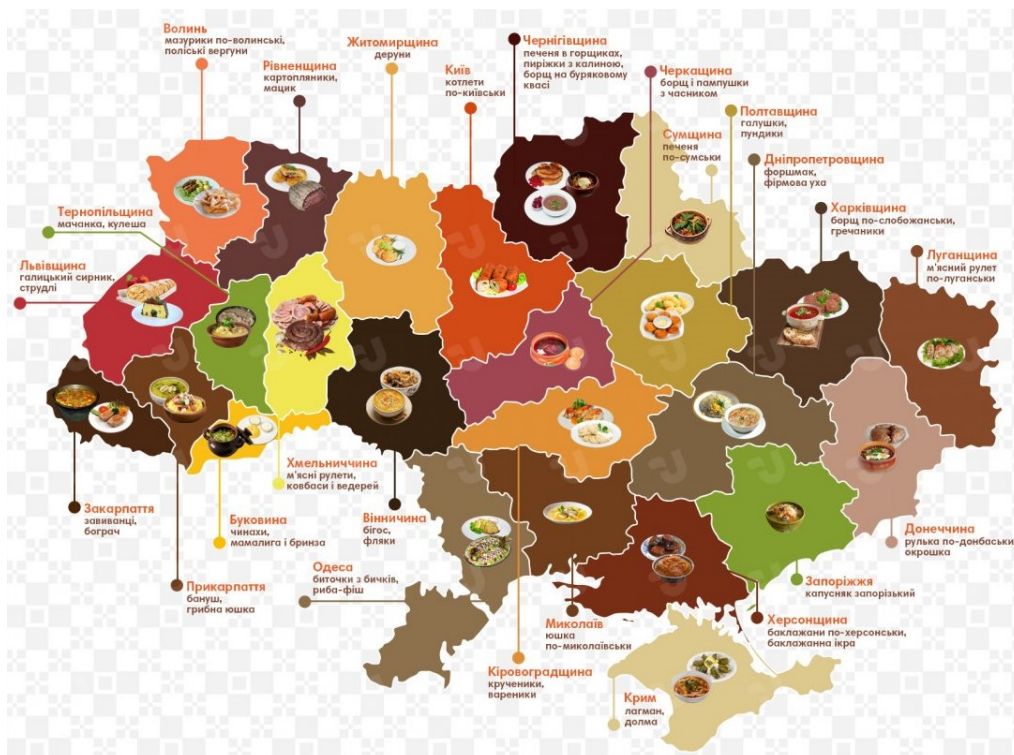 Волинь
мазурики по-волинські,
поліські вергуни
Рівненщина
картопляники,
мацик
Житомирщина
деруни
Київ
котлети
по-київськи
Чернігівщина
печеня в горщиках,
пиріжки з калиною,
борщ на буряковому
квасі
Черкащина
борщ і пампушки
з часником
Сумщина
печеня
по-сумськи
Полтавщина
галушки,
пундики
Дніпропетровщина
форшмак,
фірмова уха
Харківщина
борщ по-слобожанськи,
гречаники
Луганщина
м'ясний рулет
по-луганськи
Тернопільщина
мачанка, кулеша
Львівщина
галицький сирник,
струдлі
Закарпаття
завиванці,
бограч
Прикарпаття
бануш,
грибна юшка
Буковина
чинахи,
мамалига і бринза
Хмельниччина
м'ясні рулети,
ковбаси і ведерей
Вінничина
бігос,
фляки
Одеса
биточки з бичків,
риба-фіш
Миколаїв
юшка
по-миколаївськи
Кіровоградщина
крученики,
вареники
Крим
лагман,
долма
Херсонщина
баклажани по-херсонськи,
баклажанна ікра
Запоріжжя
капусняк запорізький
Донеччина
рулька по-донбаськи
окрошка